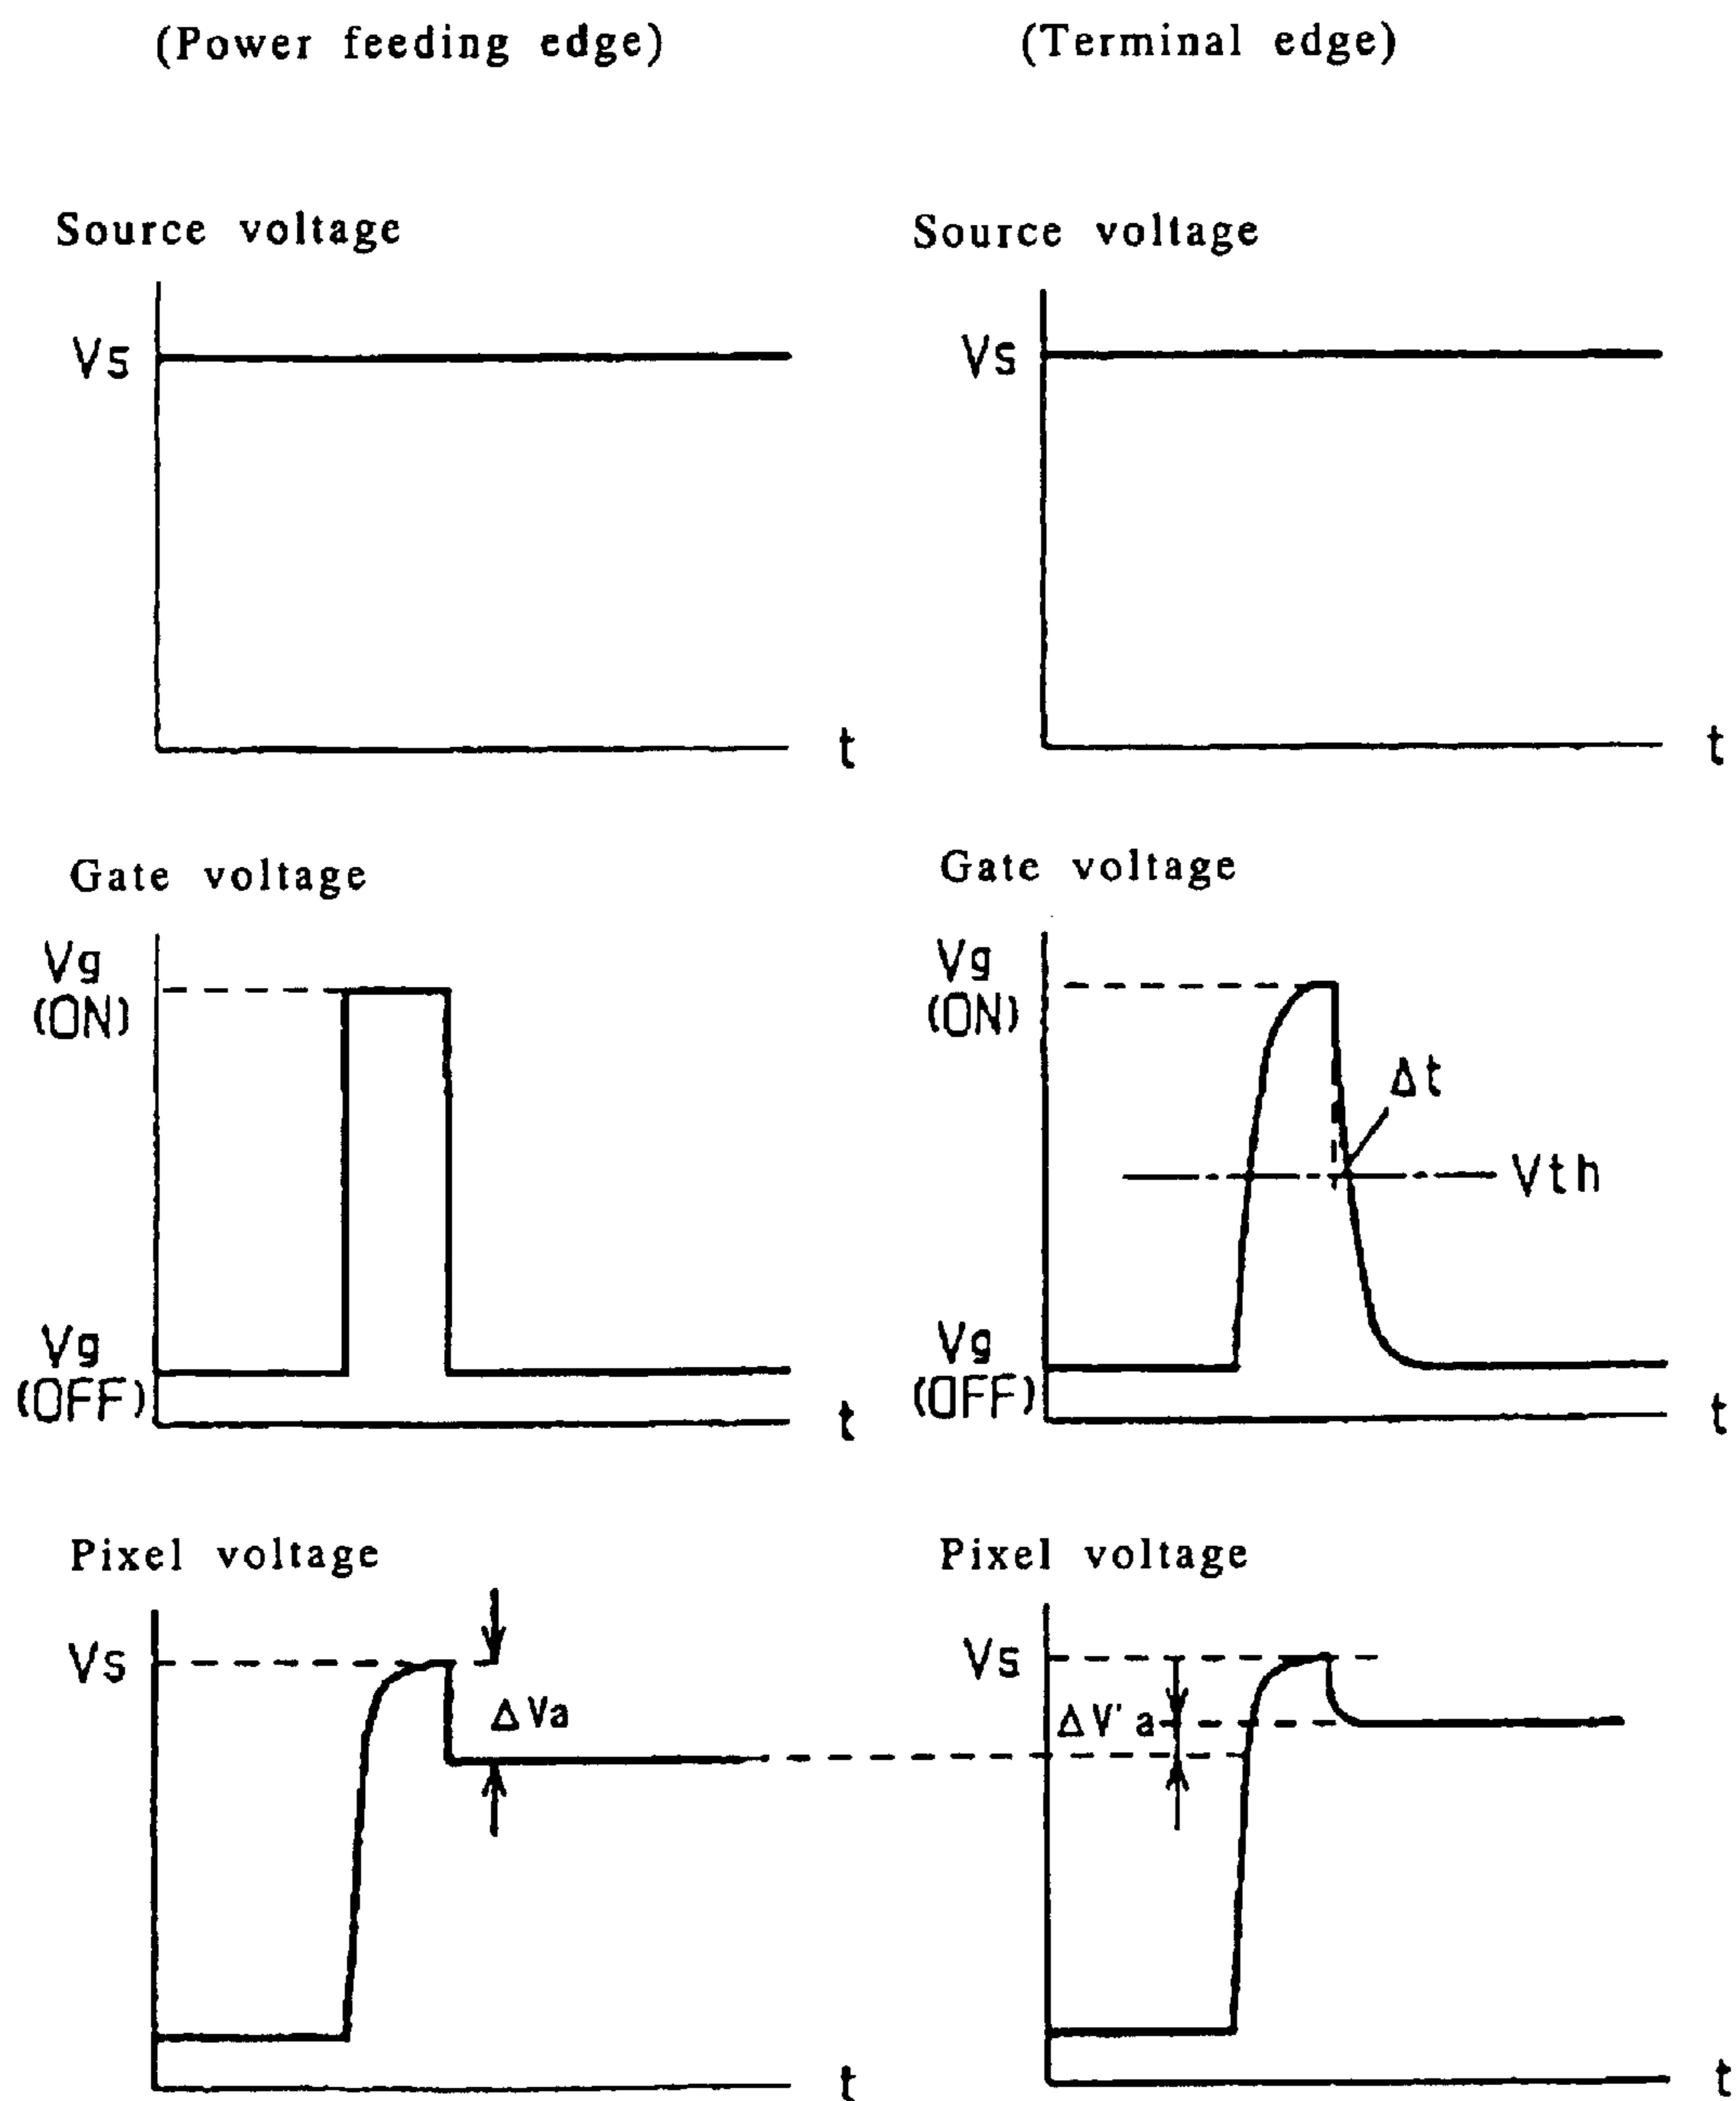 (Power feeding edge)
(Terminal edge)
Source voltage
Source voltage
Vs
Vs
t
t
Gate voltage
Gate voltage
Vg
(ON)
Vg
(ON)
Δt
Vth
Vg
(OFF)
Vg
(OFF)
t
t
Pixel voltage
Pixel voltage
Vs
Vs
ΔVa
ΔV'a
t
t